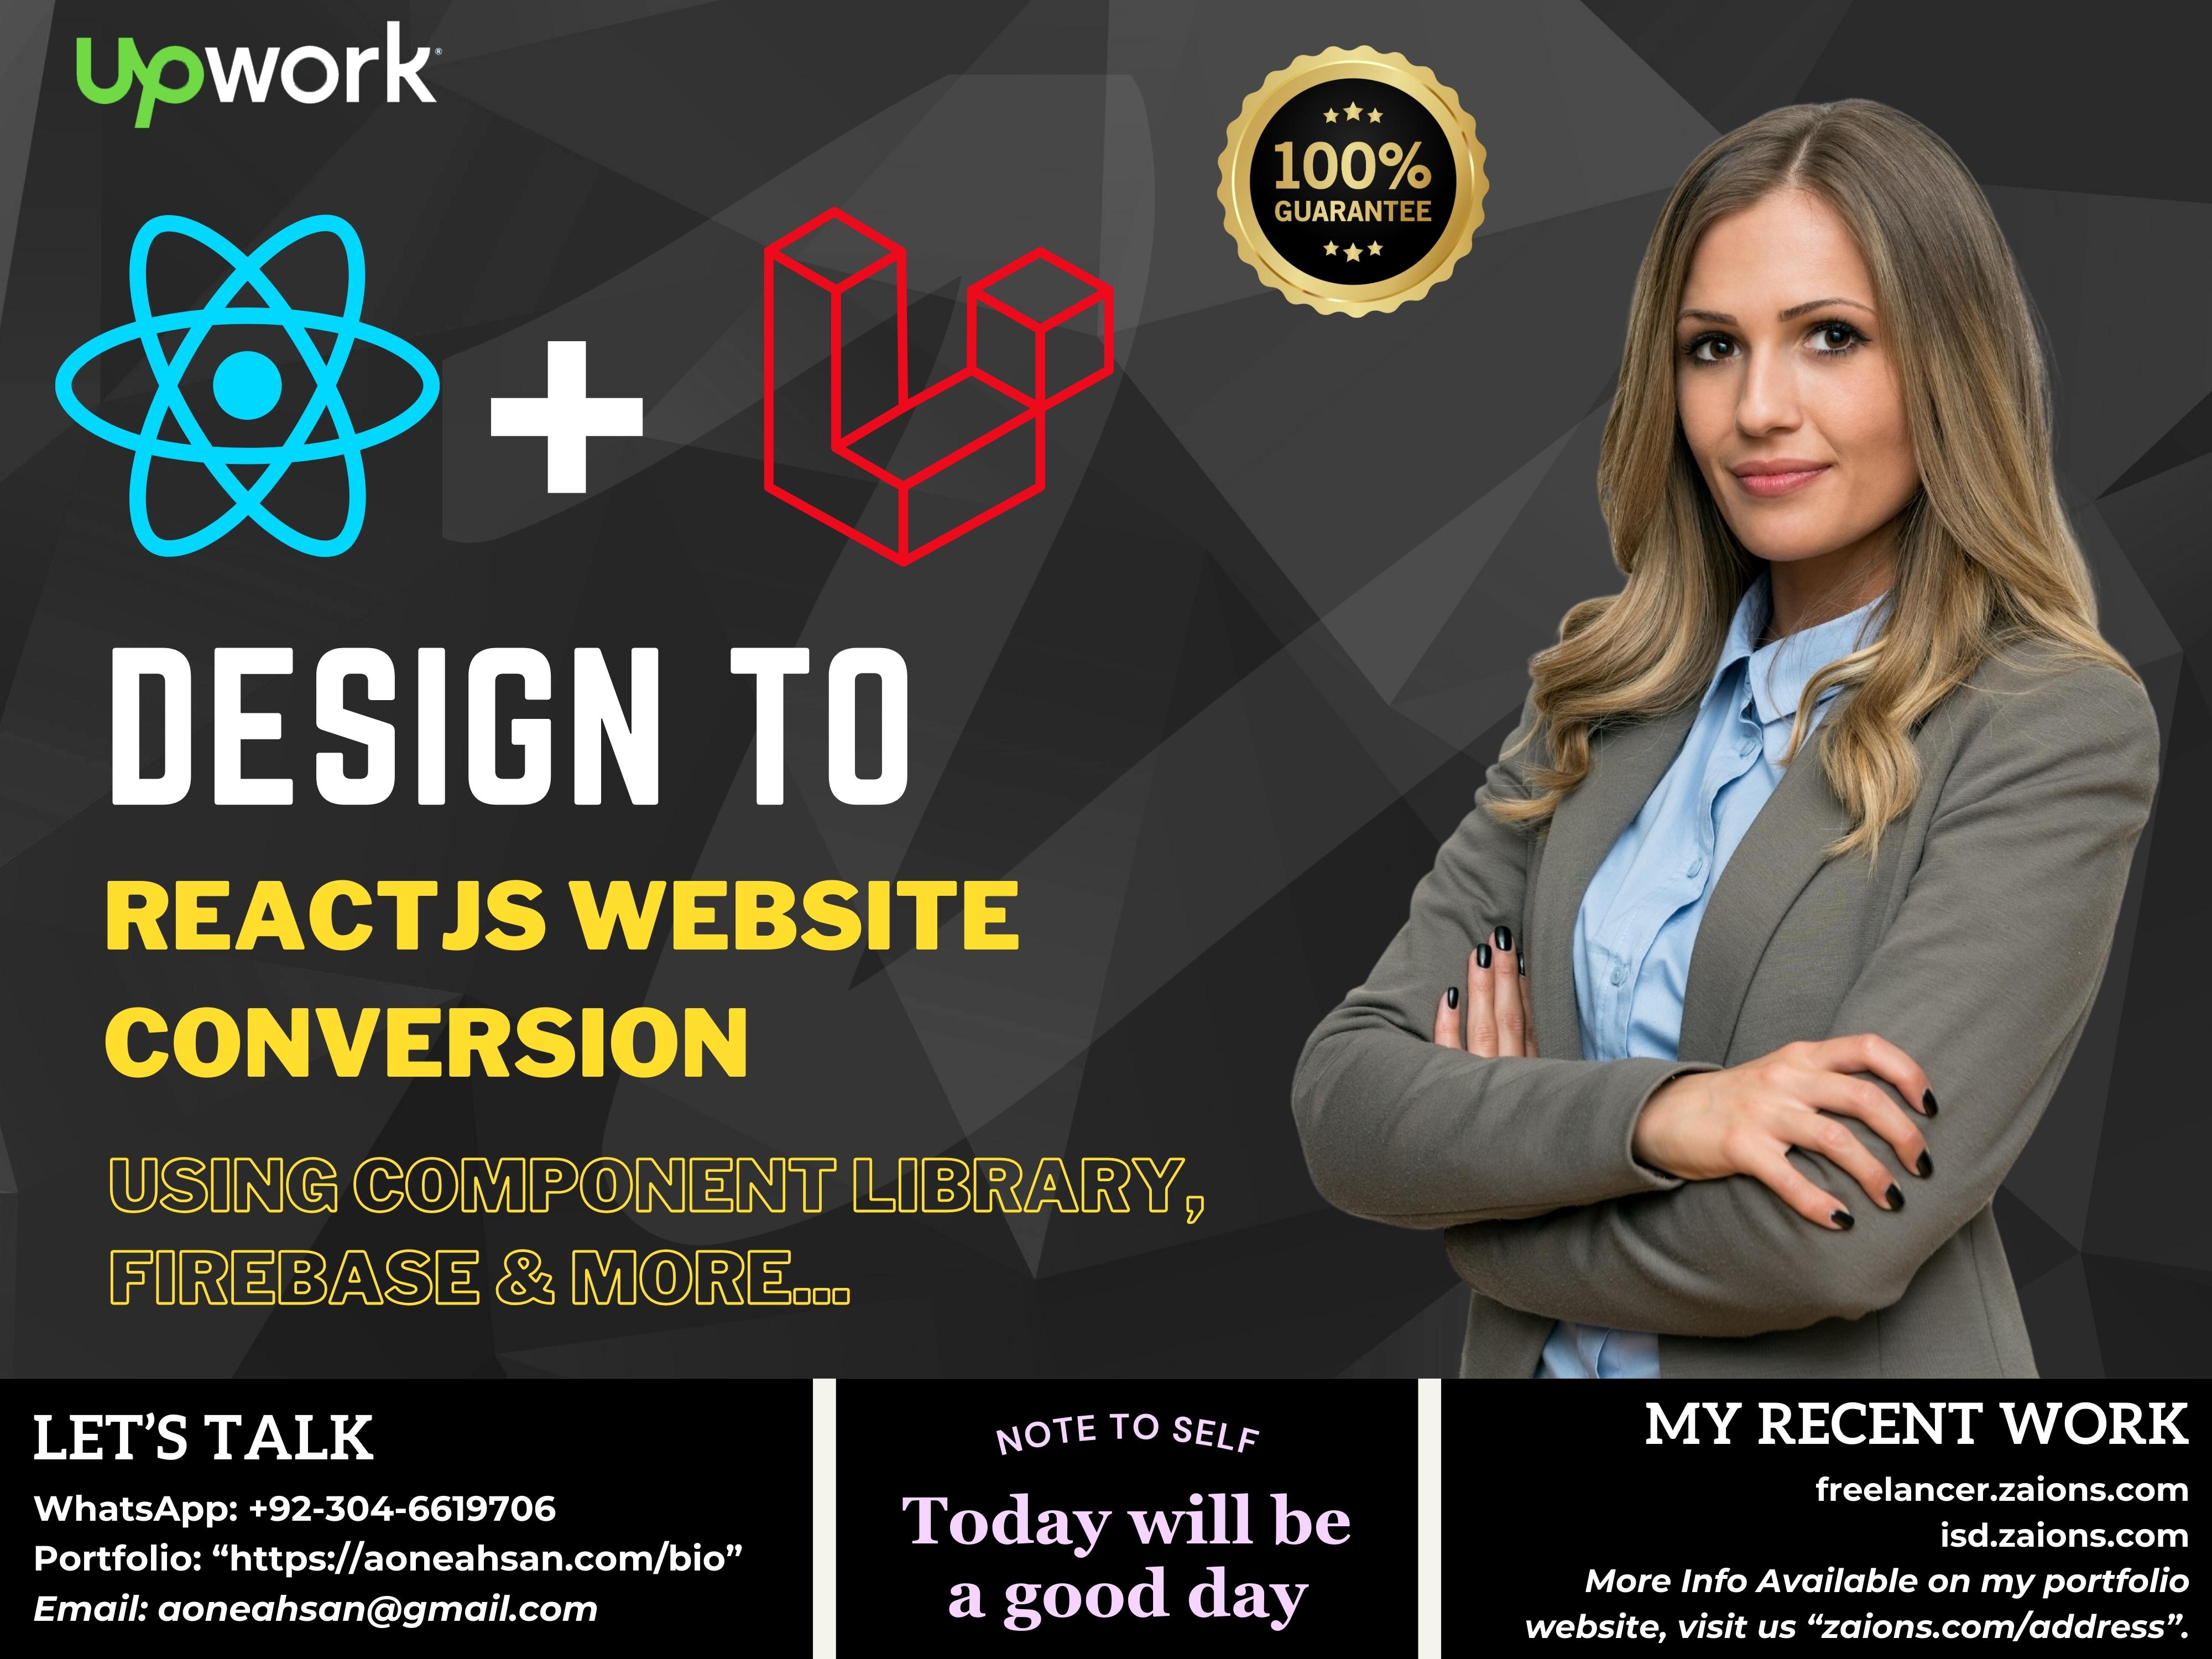 upwork®
100%
GUARANTEE
DESIGN TO
REACTJS WEBSITE
CONVERSION
USING COMPONENT LIBRARY,
FIREBASE & MORE...
LET’S TALK
WhatsApp: +92-304-6619706
Portfolio: “https://aoneahsan.com/bio”
Email: aoneahsan@gmail.com
NOTE TO SELF
Today will be
a good day
MY RECENT WORK
freelancer.zaions.com
isd.zaions.com
More Info Available on my portfolio
website, visit us “zaions.com/address”.